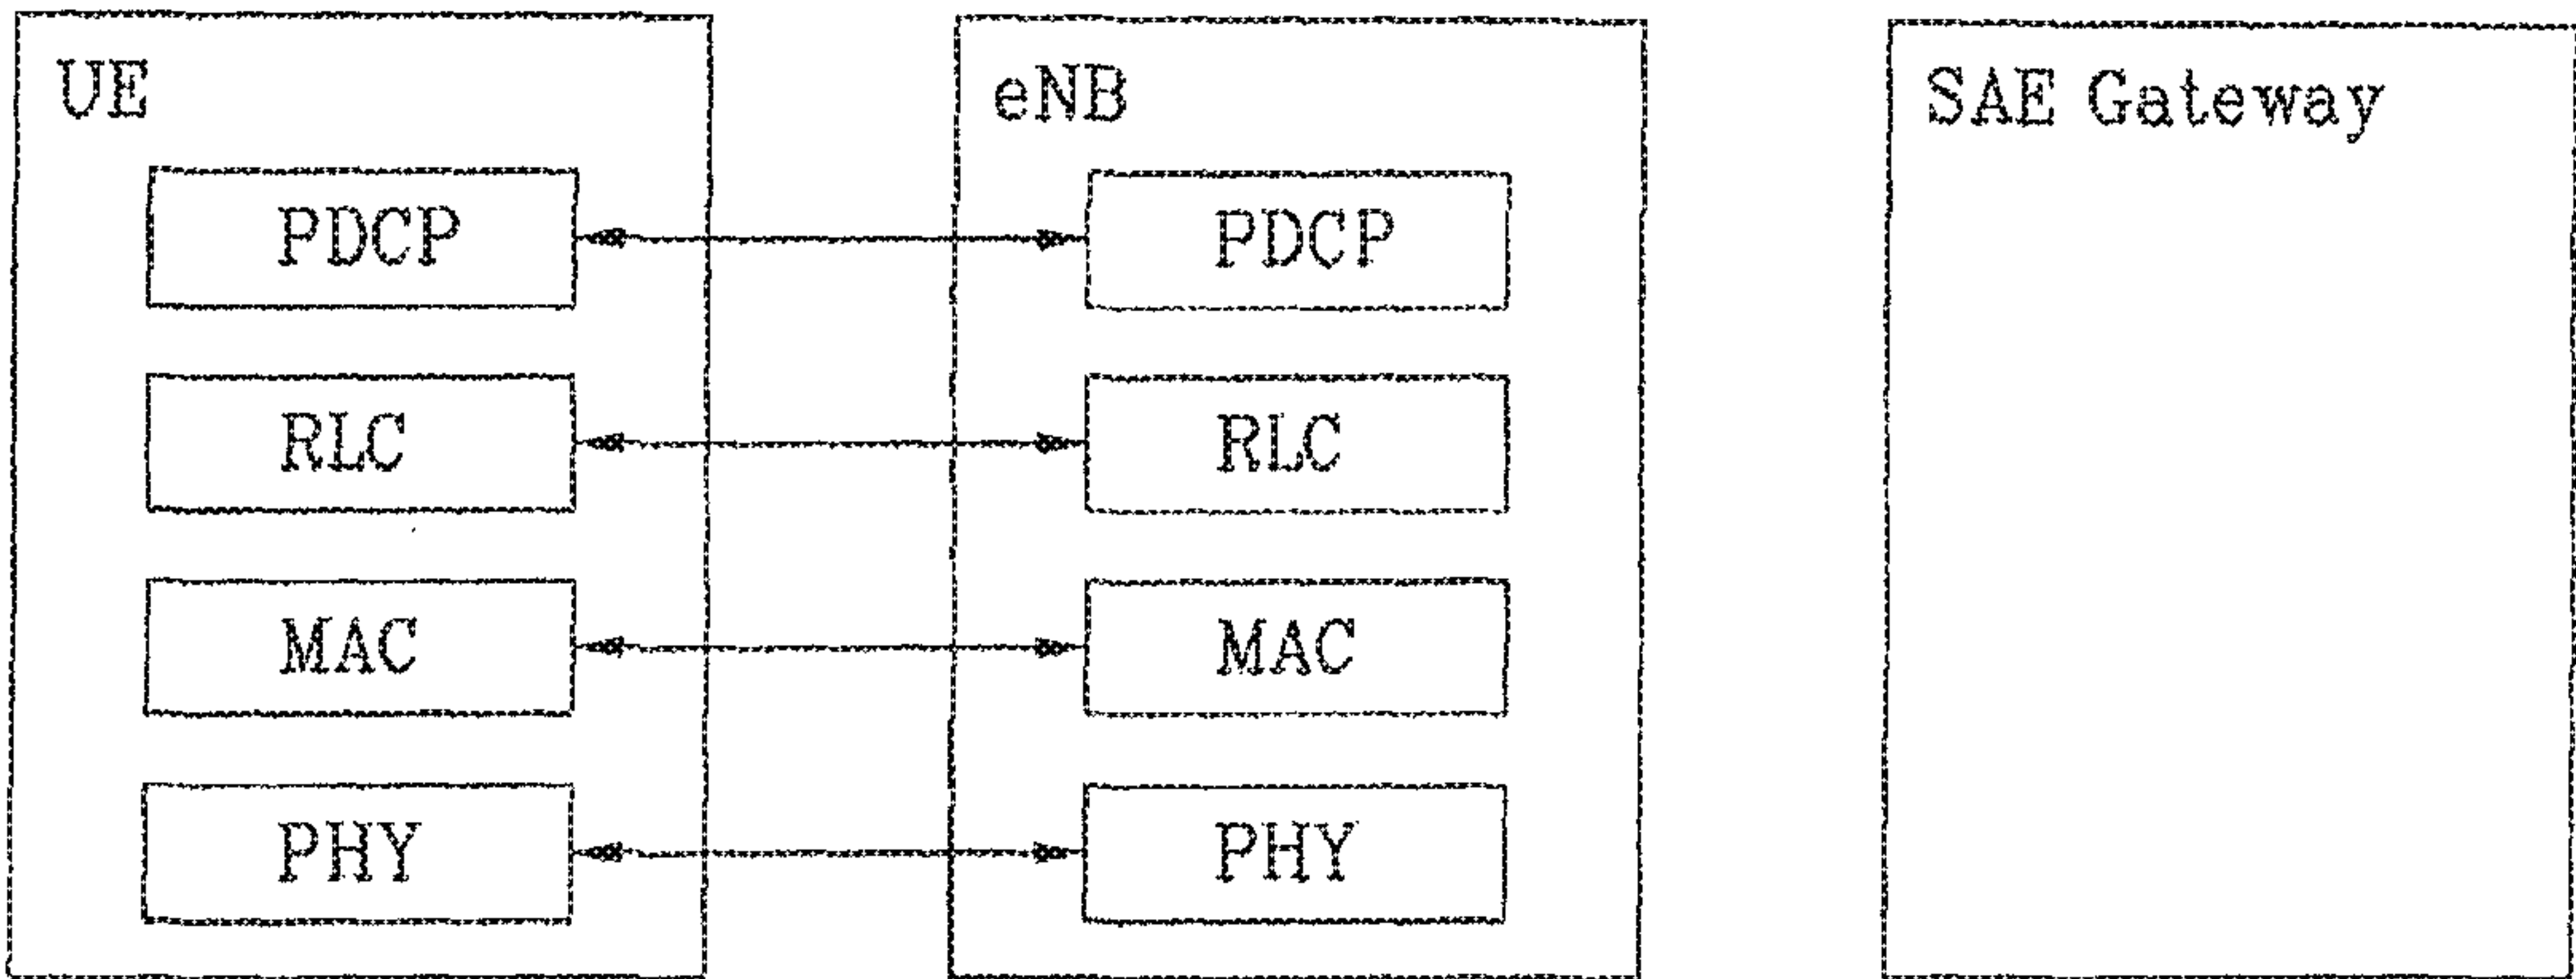 UE
eNB
SAE Gateway
PDCP
PDCP
RLC
RLC
MAC
MAC
PHY
PHY